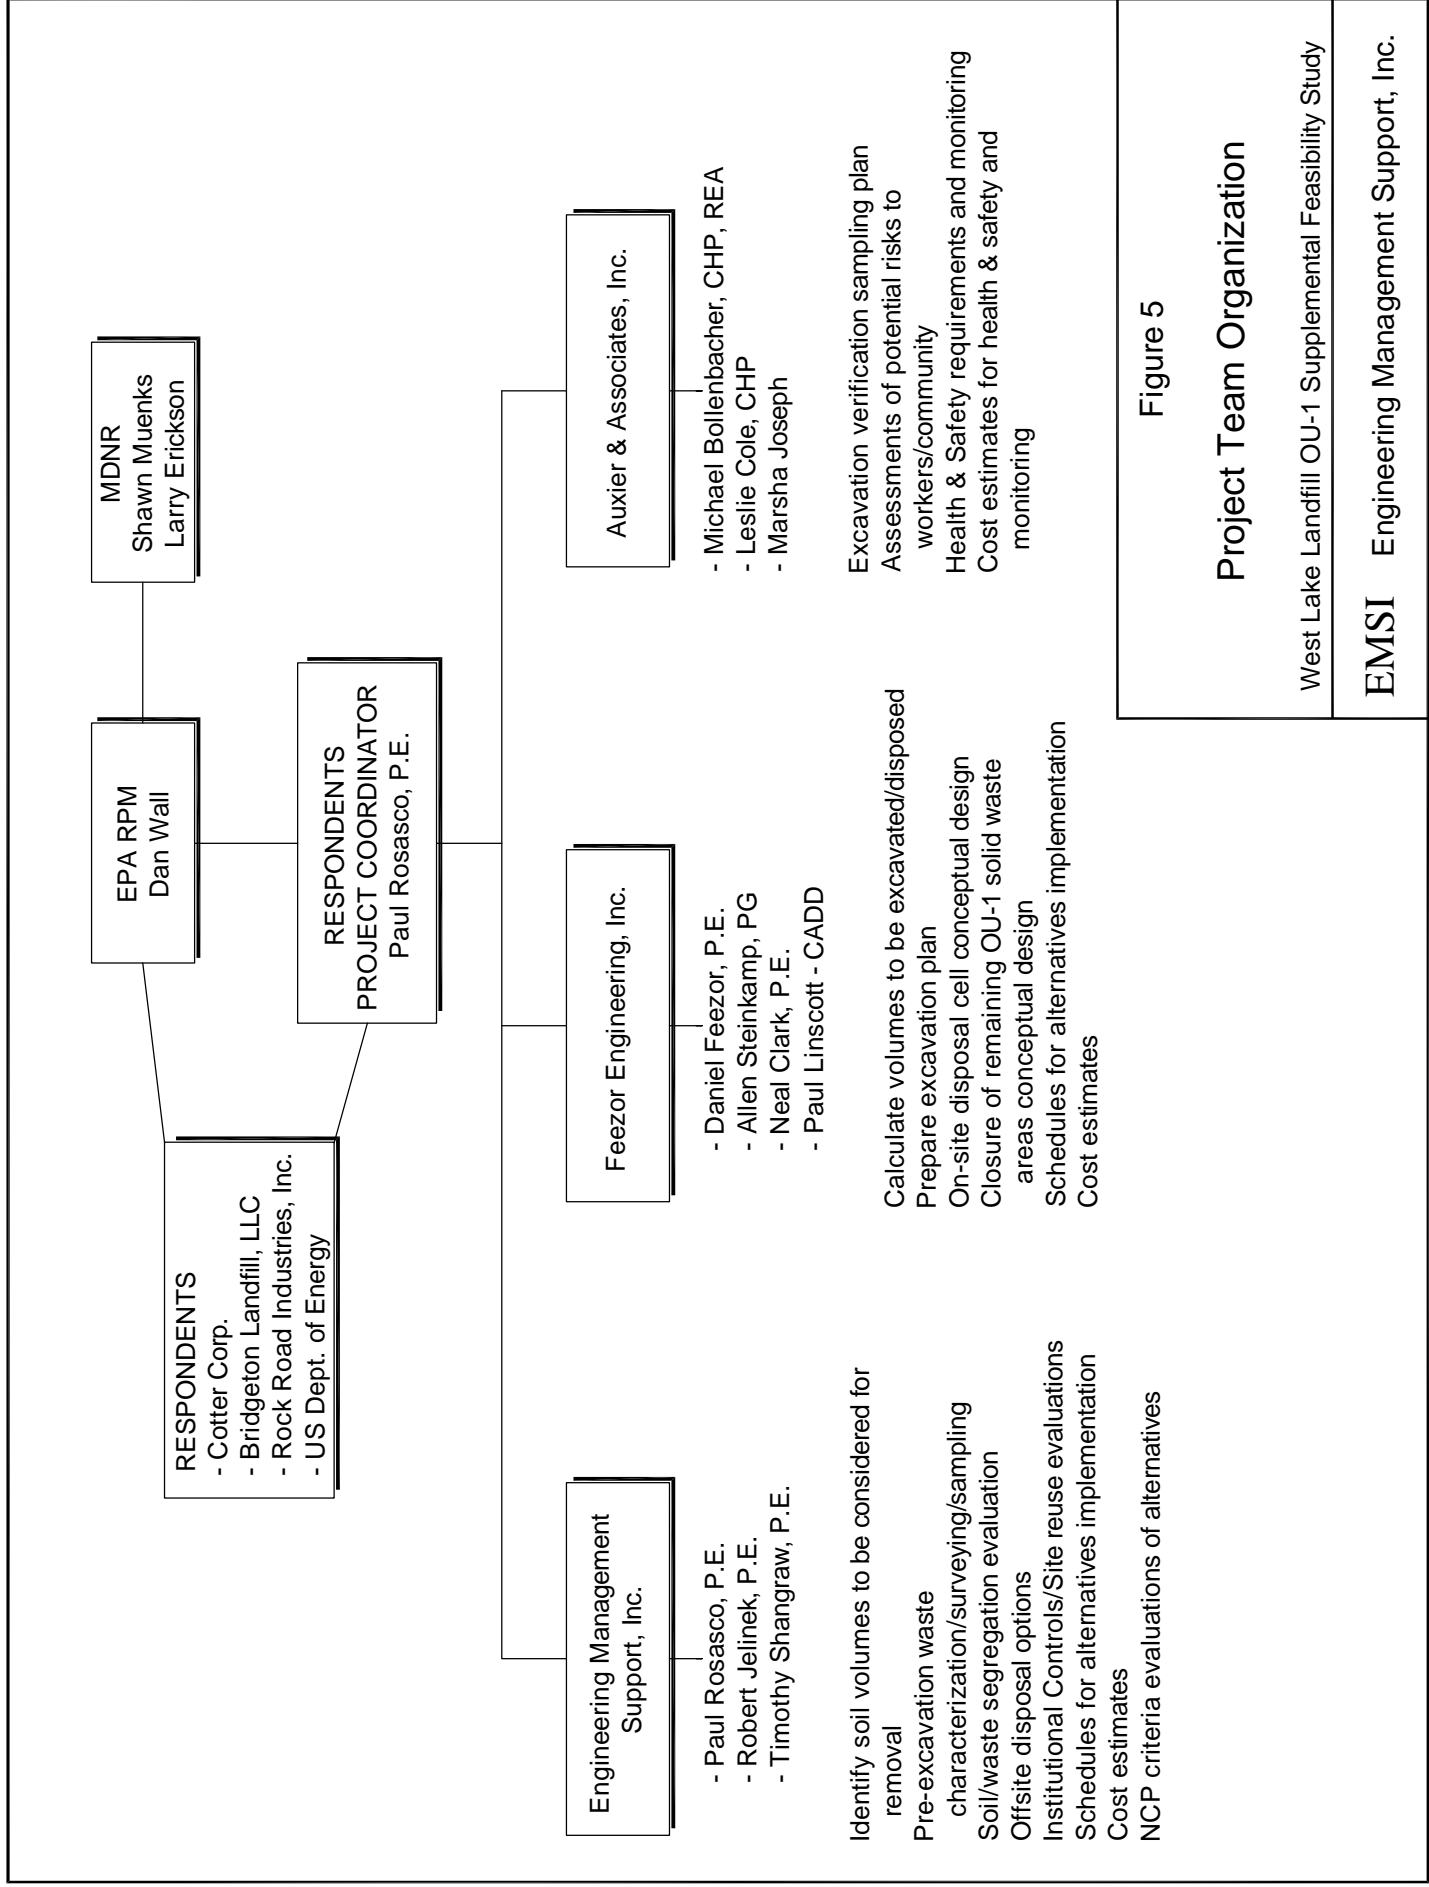 MDNR
Shawn Muenks
Larry Erickson
EPA RPM
Dan Wall
RESPONDENTS
- Cotter Corp.
- Bridgeton Landfill, LLC
- Rock Road Industries, Inc.
- US Dept. of Energy
RESPONDENTS
PROJECT COORDINATOR
Paul Rosasco, P.E.
Engineering Management
Support, Inc.
- Paul Rosasco, P.E.
- Robert Jelinek, P.E.
- Timothy Shangraw, P.E.
Identify soil volumes to be considered for
removal
Pre-excavation waste
characterization/surveying/sampling
Soil/waste segregation evaluation
Offsite disposal options
Institutional Controls/Site reuse evaluations
Schedules for alternatives implementation
Cost estimates
NCP criteria evaluations of alternatives
Feezor Engineering, Inc.
- Daniel Feezor, P.E.
- Allen Steinkamp, PG
- Neal Clark, P.E.
- Paul Linscott - CADD
Calculate volumes to be excavated/disposed
Prepare excavation plan
On-site disposal cell conceptual design
Closure of remaining OU-1 solid waste
areas conceptual design
Schedules for alternatives implementation
Cost estimates
Auxier & Associates, Inc.
- Michael Bollenbacher, CHP, REA
- Leslie Cole, CHP
- Marsha Joseph
Excavation verification sampling plan
Assessments of potential risks to
workers/community
Health & Safety requirements and monitoring
Cost estimates for health & safety and
monitoring
Figure 5
Project Team Organization
West Lake Landfill OU-1 Supplemental Feasibility Study
EMSI Engineering Management Support, Inc.